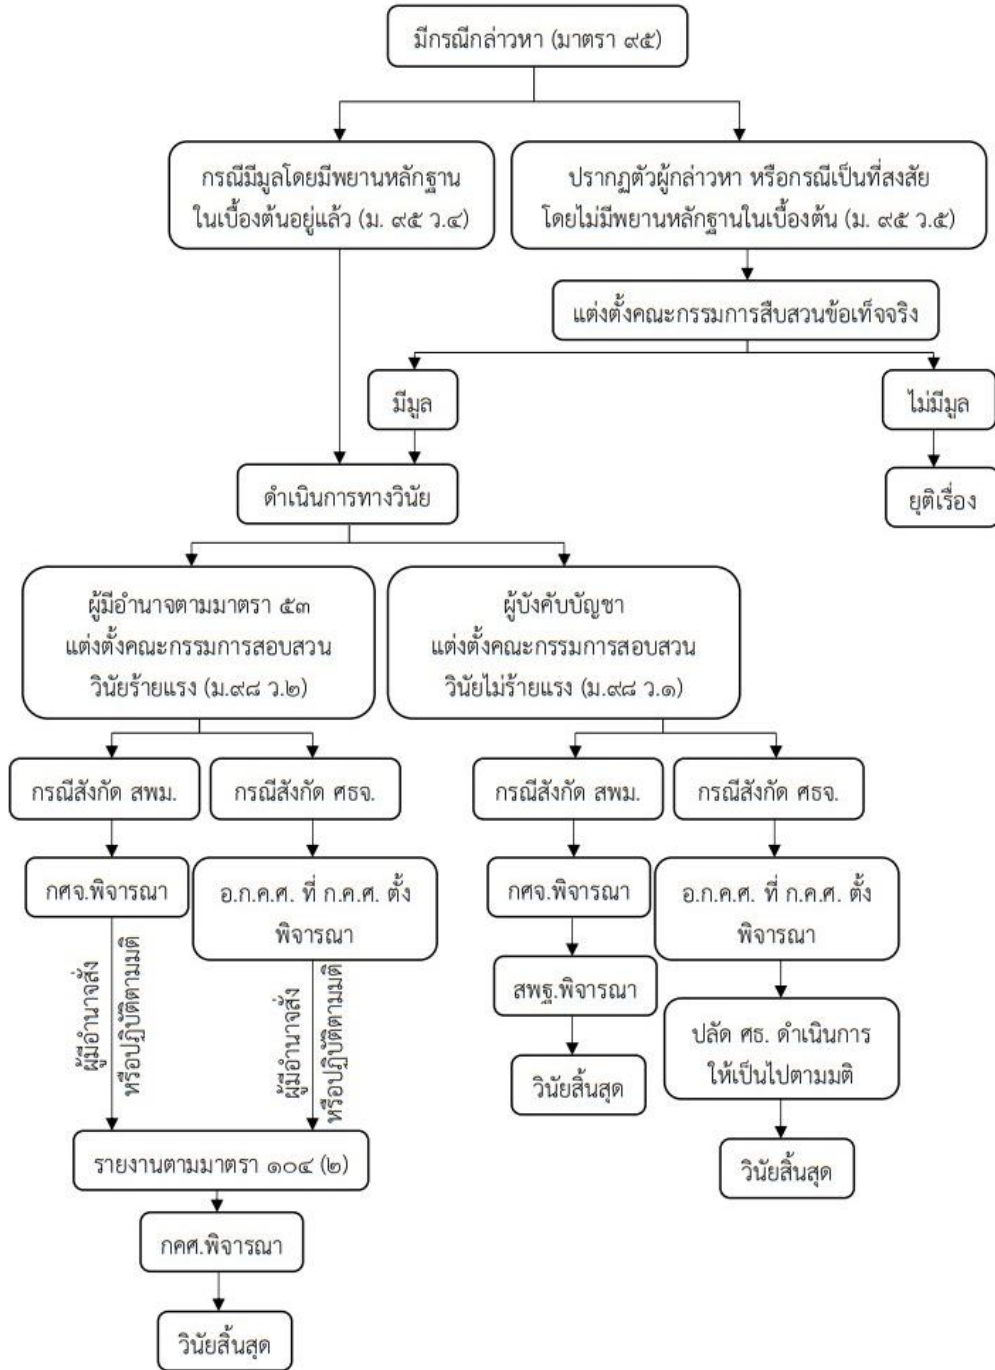 มีกรณีกล่าวหา (มาตรา ๙๕)
กรณีมีมูลโดยมีพยานหลักฐาน
ในเบื้องต้นอยู่แล้ว (ม. ๙๕ ว.๔)
ปรากฏตัวผู้กล่าวหา หรือกรณีเป็นที่สงสัย
โดยไม่มีพยานหลักฐานในเบื้องต้น (ม. ๙๕ ว.๕)
แต่งตั้งคณะกรรมการสืบสวนข้อเท็จจริง
มีมูล
ไม่มีมูล
ดำเนินการทางวินัย
ยุติเรื่อง
ผู้มีอำนาจตามมาตรา ๕๓
แต่งตั้งคณะกรรมการสอบสวน
วินัยร้ายแรง (ม.๙๘ ว.๒)
ผู้บังคับบัญชา
แต่งตั้งคณะกรรมการสอบสวน
วินัยไม่ร้ายแรง (ม.๙๘ ว.๑)
กรณีสังกัด สพม.
กรณีสังกัด ศธจ.
กรณีสังกัด สพม.
กรณีสังกัด ศธจ.
กศจ.พิจารณา
อ.ก.ค.ศ. ที่ ก.ค.ศ. ตั้ง
พิจารณา
กศจ.พิจารณา
อ.ก.ค.ศ. ที่ ก.ค.ศ. ตั้ง
พิจารณา
ผู้มีอำนาจสั่ง
หรือปฏิบัติตามมติ
ผู้มีอำนาจสั่ง
หรือปฏิบัติตามมติ
สพฐ.พิจารณา
ปลัด ศธ. ดำเนินการ
ให้เป็นไปตามมติ
วินัยสิ้นสุด
วินัยสิ้นสุด
รายงานตามมาตรา ๑๐๔ (๒)
กคศ.พิจารณา
วินัยสิ้นสุด